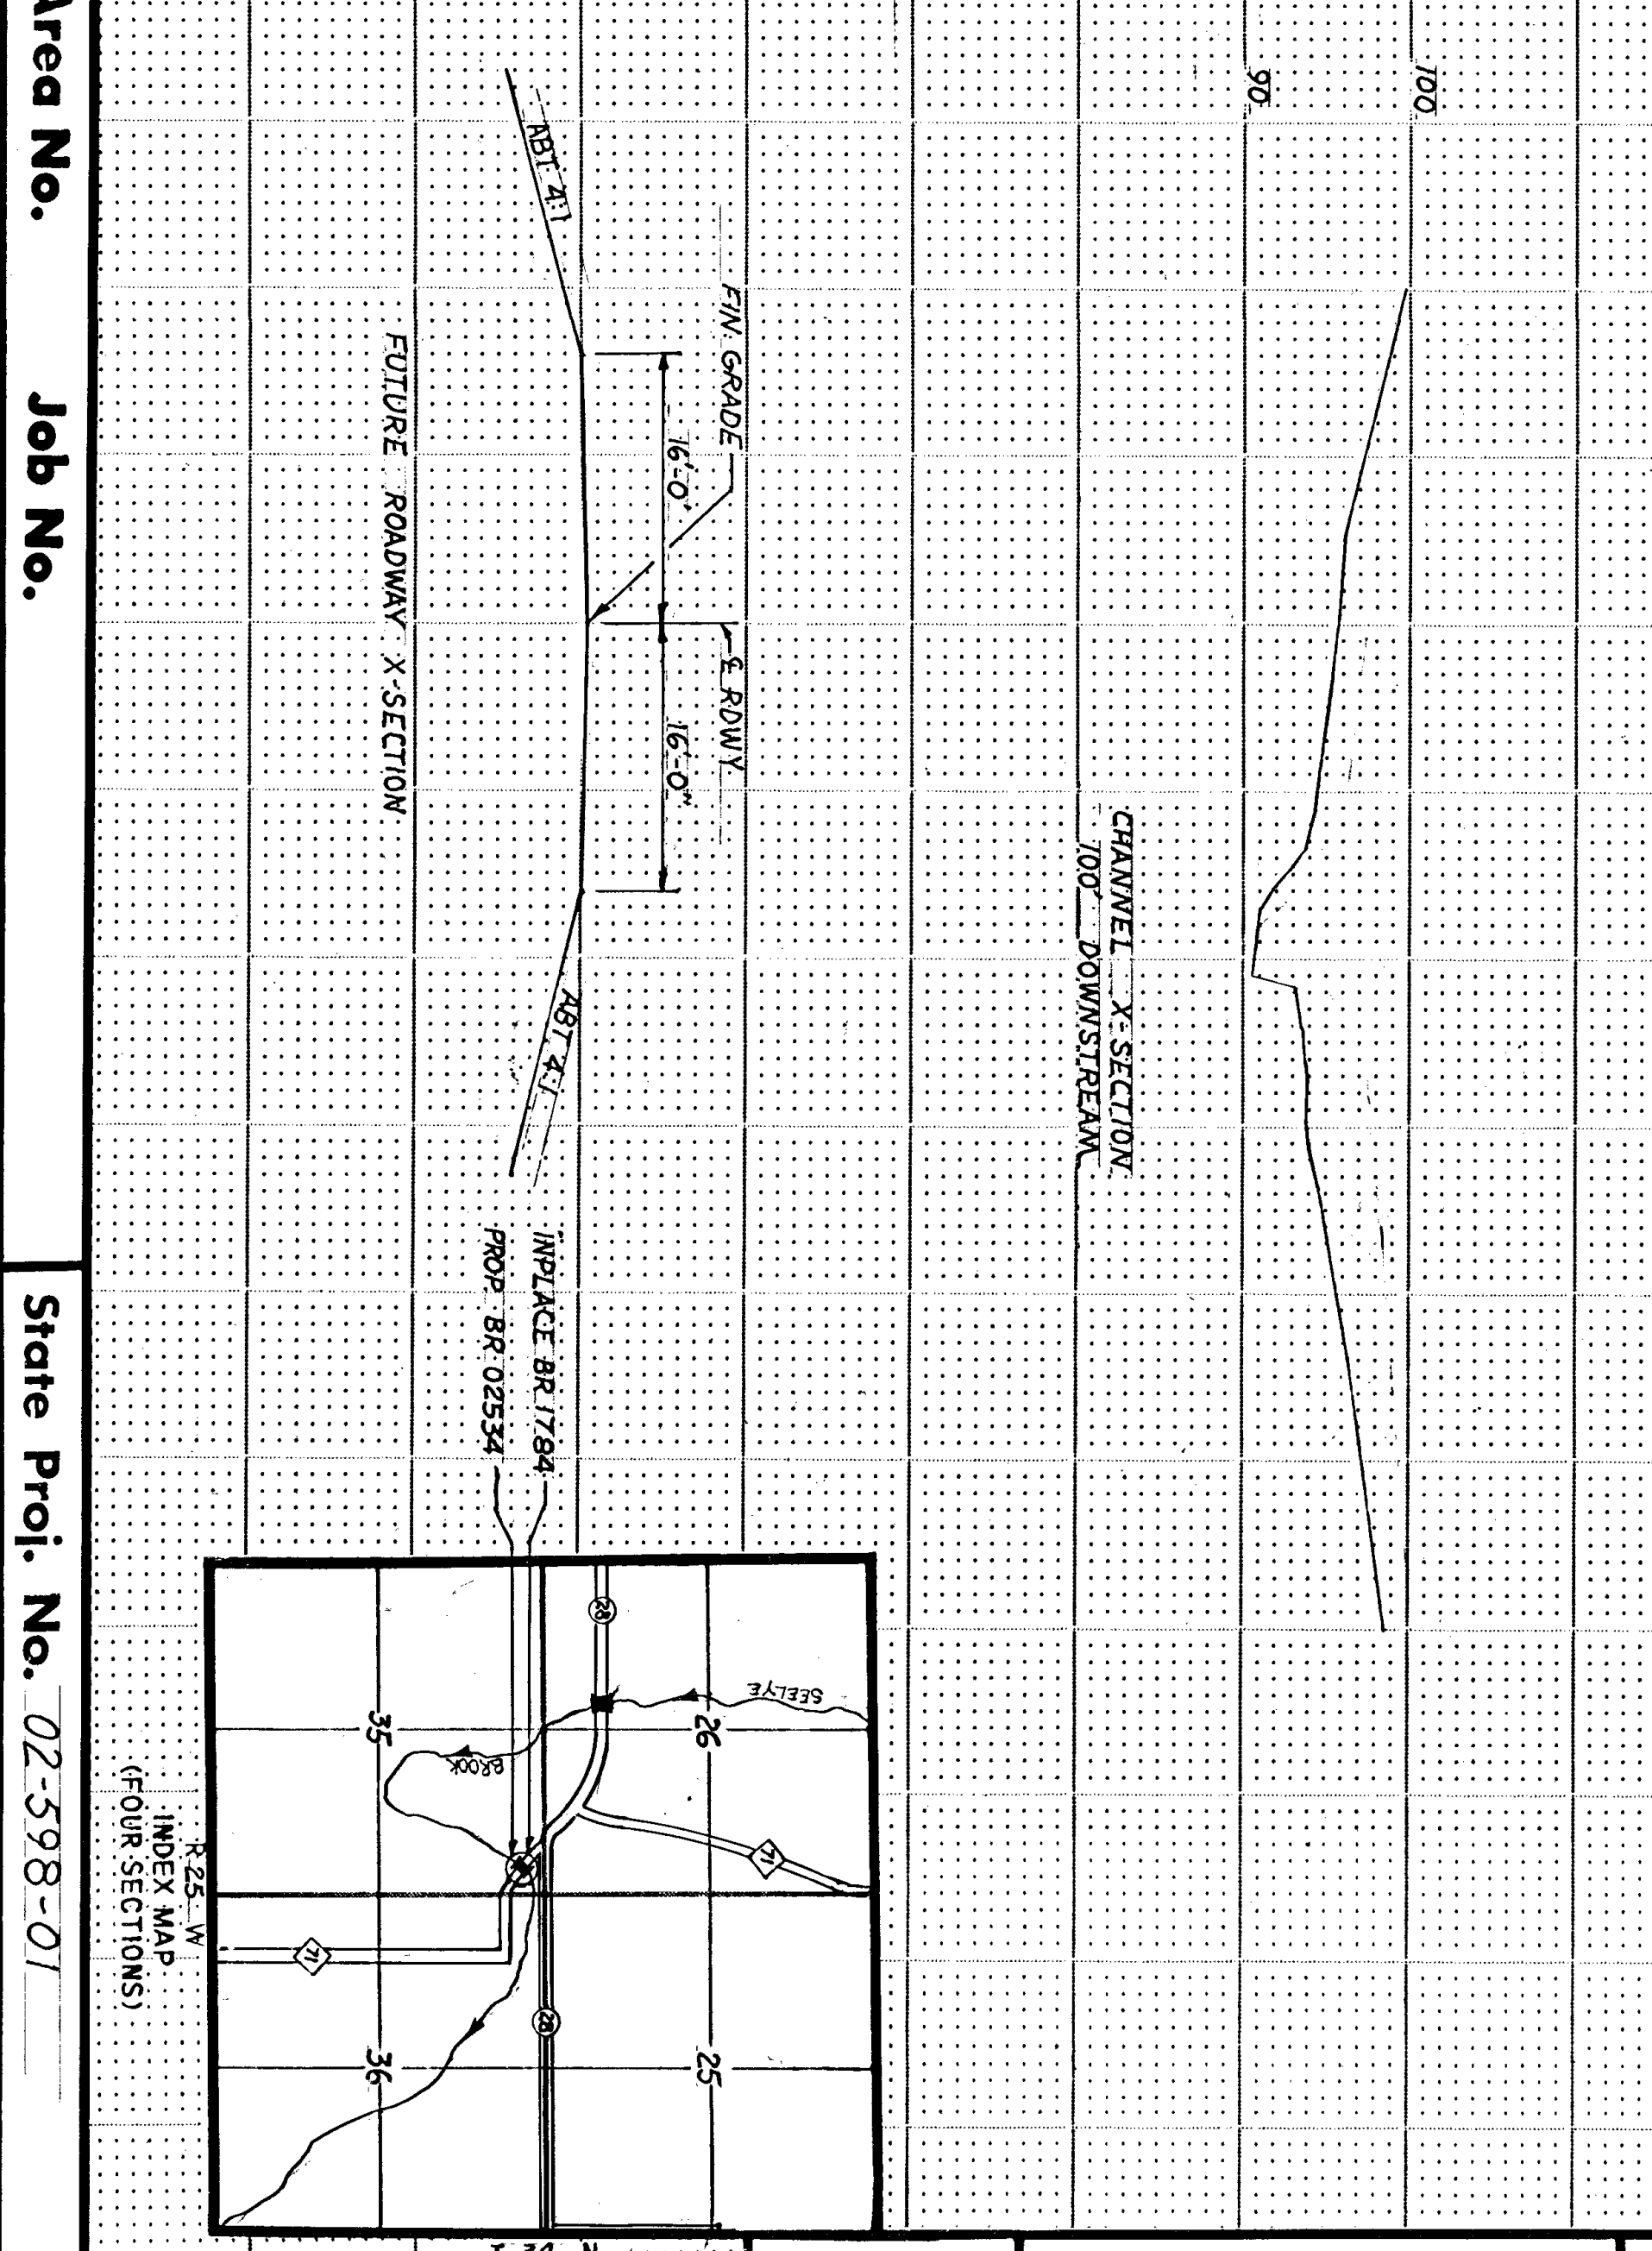 100
90
CHANNEL X-SECTION
100' DOWNSTREAM
FIN. GRADE
℄ RDWY
16'-0"
16'-0"
ABT 4:1
ABT 4:1
FUTURE ROADWAY X-SECTION
INPLACE BR 1784
PROP. BR 02534
28
SEELYE
26
25
71
28
BROOK
35
36
71
R 25 W
INDEX MAP
(FOUR SECTIONS)
Area No.
Job No.
State Proj. No. 02-598-01